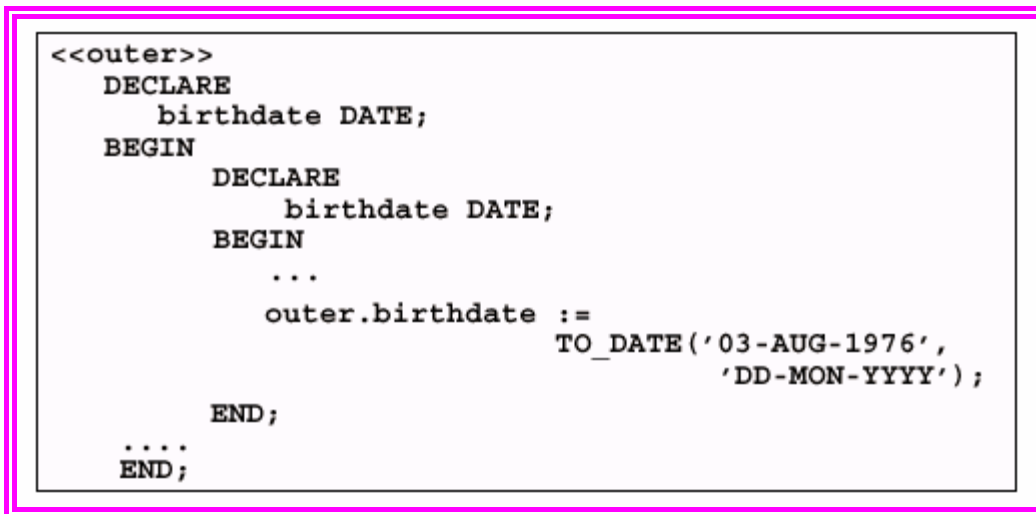 <<outer>>
DECLARE
birthdate DATE;
BEGIN
DECLARE
birthdate DATE;
BEGIN
...
outer.birthdate :=
TO_DATE('03-AUG-1976',
'DD-MON-YYYY');
END;
....
END;